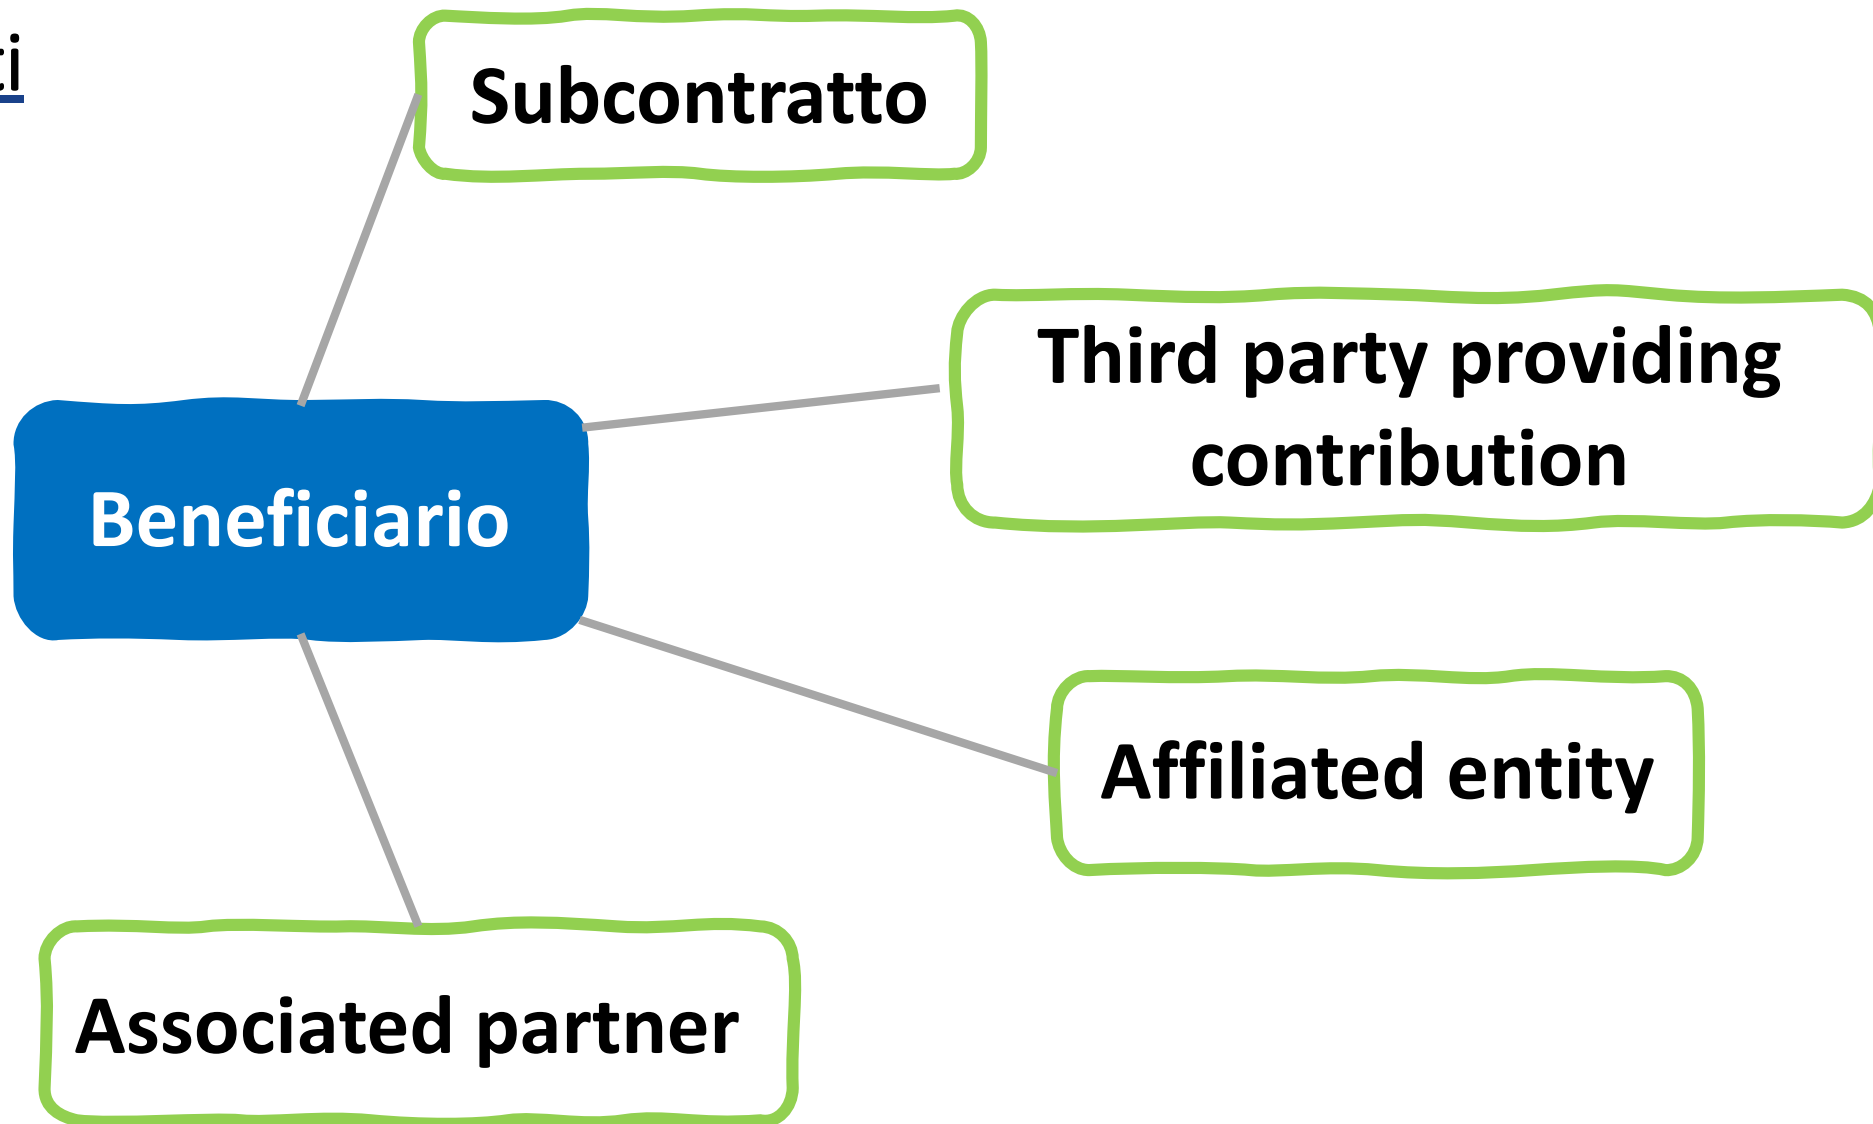 Subcontratto
Third party providing
contribution
Beneficiario
Affiliated entity
Associated partner